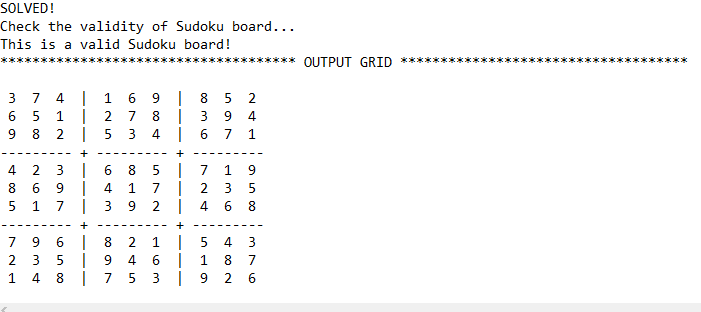 SOLVED!
Check the validity of Sudoku board...
This is a valid Sudoku board!
************************************* OUTPUT GRID ************************************
3 7 4 | 1 6 9 | 8 5 2
6 5 1 | 2 7 8 | 3 9 4
9 8 2 | 5 3 4 | 6 7 1
--------- + --------- + ---------
4 2 3 | 6 8 5 | 7 1 9
8 6 9 | 4 1 7 | 2 3 5
5 1 7 | 3 9 2 | 4 6 8
--------- + --------- + ---------
7 9 6 | 8 2 1 | 5 4 3
2 3 5 | 9 4 6 | 1 8 7
1 4 8 | 7 5 3 | 9 2 6